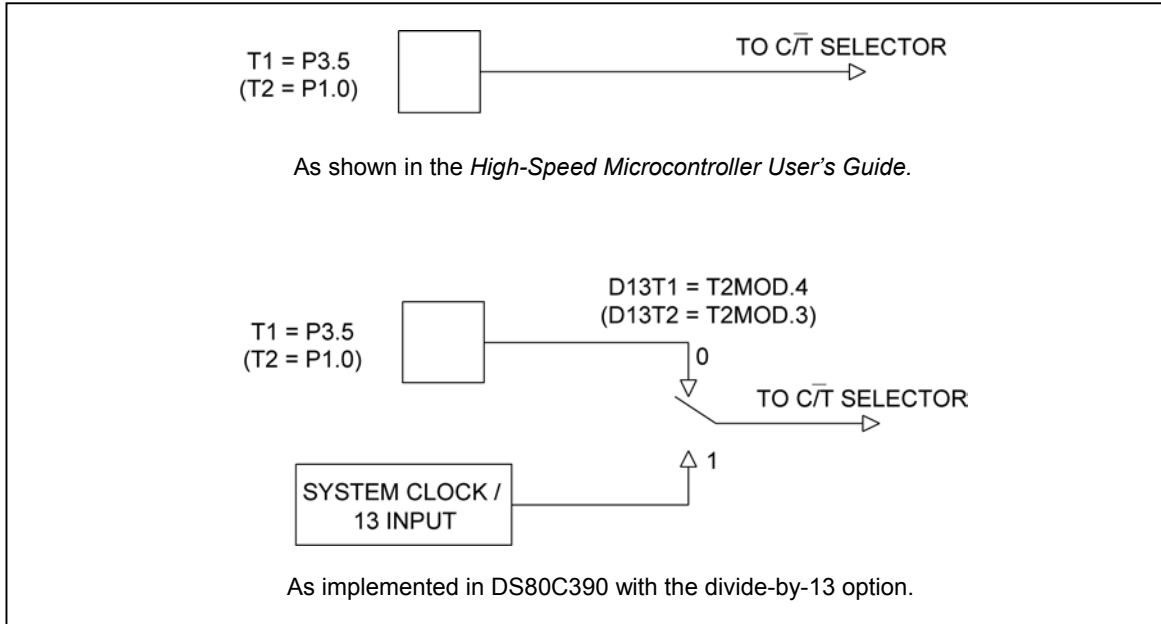 T1 = P3.5
(T2 = P1.0)
TO C/T̅ SELECTOR
As shown in the High-Speed Microcontroller User’s Guide.
D13T1 = T2MOD.4
(D13T2 = T2MOD.3)
T1 = P3.5
(T2 = P1.0)
0
TO C/T̅ SELECTOR
1
SYSTEM CLOCK /
13 INPUT
As implemented in DS80C390 with the divide-by-13 option.